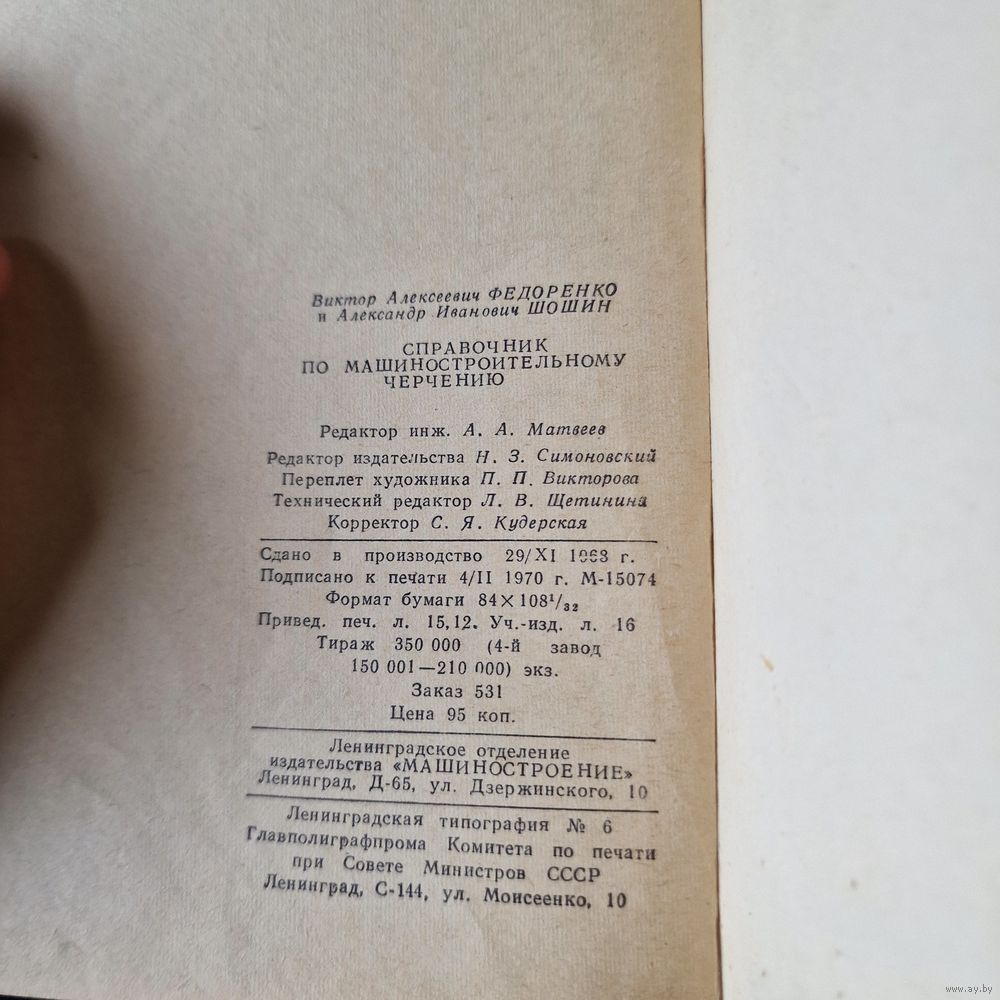 Виктор Алексеевич ФЕДОРЕНКО
и Александр Иванович ШОШИН
СПРАВОЧНИК
ПО МАШИНОСТРОИТЕЛЬНОМУ
ЧЕРЧЕНИЮ
Редактор инж. А. А. Матвеев
Редактор издательства Н. З. Симоновский
Переплет художника П. П. Викторова
Технический редактор Л. В. Щетинина
Корректор С. Я. Кудерская
Сдано в производство 29/XI г.
Подписано к печати 4/II 1970 г. М-15074
Формат бумаги 84×108¹/₃₂
Привед. печ. л. 15,12. Уч.-изд. л. 16
Тираж 350 000 (4-й завод
150 001—210 000) экз.
Заказ 531
Цена 95 коп.
Ленинградское отделение
издательства «МАШИНОСТРОЕНИЕ»
Ленинград, Д-65, ул. Дзержинского, 10
Ленинградская типография № 6
Главполиграфпрома Комитета по печати
при Совете Министров СССР
Ленинград, С-144, ул. Моисеенко, 10
www.ay.by